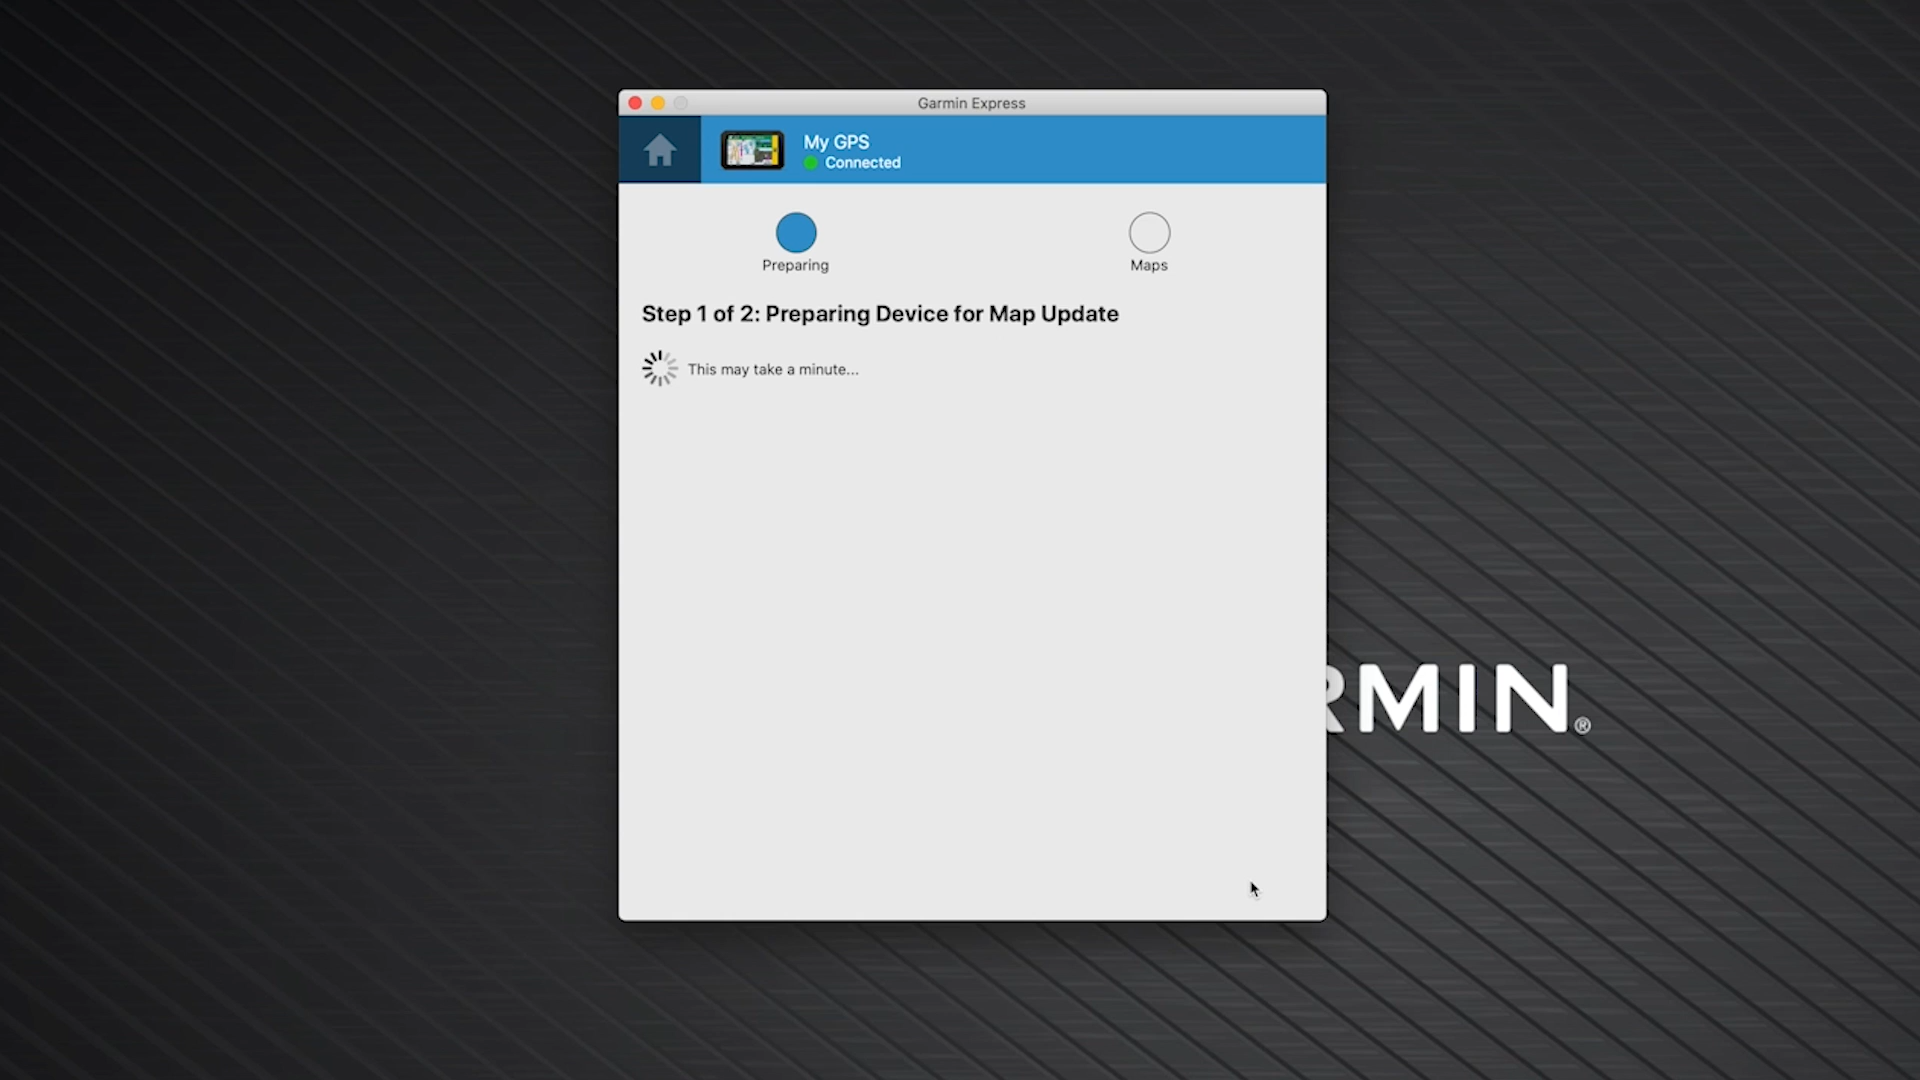 Garmin Express
My GPS
Connected
Preparing
Maps
Step 1 of 2: Preparing Device for Map Update
This may take a minute...
RMIN®